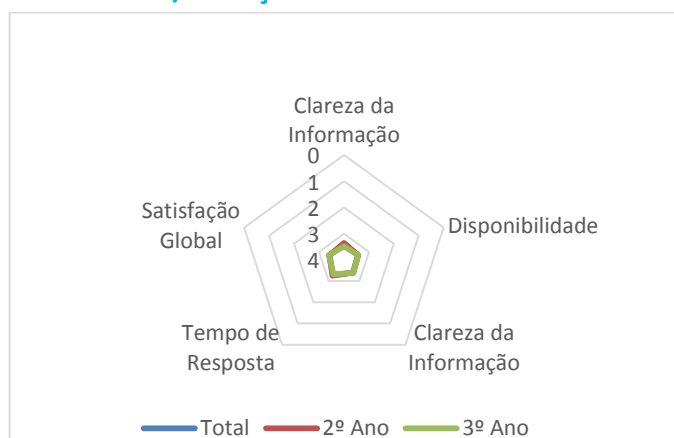 Clareza da
Informação
0
1
2
3
4
Satisfação
Global
Disponibilidade
Tempo de
Resposta
Clareza da
Informação
Total
2º Ano
3º Ano